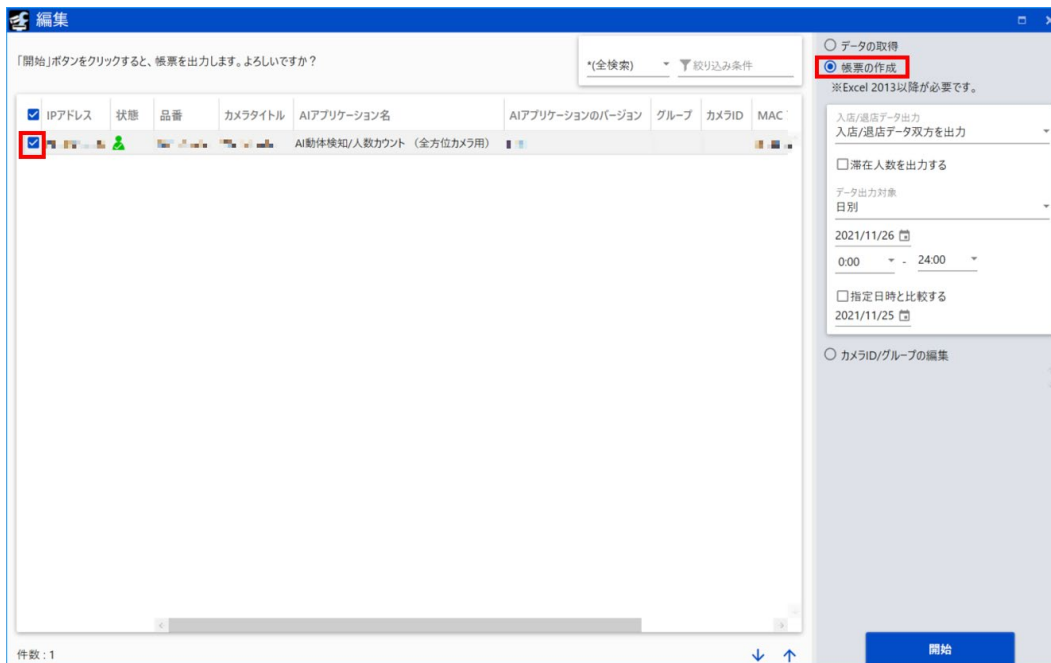 編集
「開始」ボタンをクリックすると、帳票を出力します。よろしいですか？
*(全検索)
絞り込み条件
IPアドレス 状態 品番 カメラタイトル AIアプリケーション名 AIアプリケーションのバージョン グループ カメラID MAC
AI動体検知/人数カウント （全方位カメラ用）
件数 : 1
データの取得
帳票の作成
※Excel 2013以降が必要です。
入店/退店データ出力
入店/退店データ双方を出力
滞在人数を出力する
データ出力対象
日別
2021/11/26
0:00 - 24:00
指定日時と比較する
2021/11/25
カメラID/グループの編集
開始